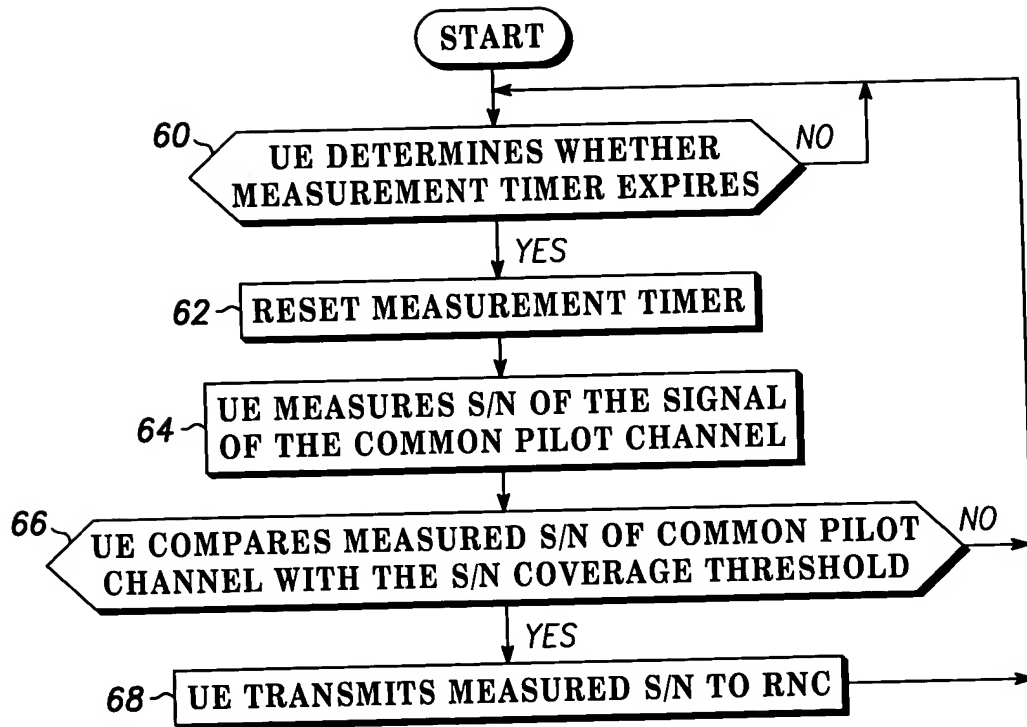 START
60
UE DETERMINES WHETHER
MEASUREMENT TIMER EXPIRES
NO
YES
62
RESET MEASUREMENT TIMER
64
UE MEASURES S/N OF THE SIGNAL
OF THE COMMON PILOT CHANNEL
66
UE COMPARES MEASURED S/N OF COMMON PILOT
CHANNEL WITH THE S/N COVERAGE THRESHOLD
NO
YES
68
UE TRANSMITS MEASURED S/N TO RNC